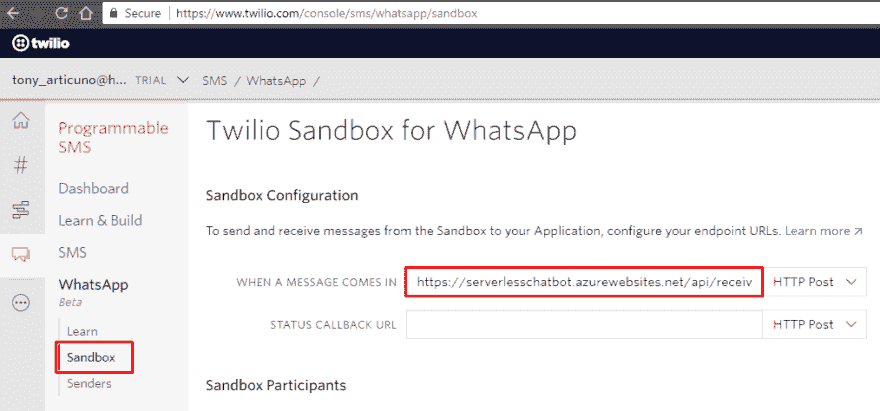 Secure https://www.twilio.com/console/sms/whatsapp/sandbox
twilio
tony_articuno@h... TRIAL SMS / WhatsApp /
Programmable
SMS
Dashboard
Learn & Build
SMS
WhatsApp
Beta
Learn
Sandbox
Senders
Twilio Sandbox for WhatsApp
Sandbox Configuration
To send and receive messages from the Sandbox to your Application, configure your endpoint URLs. Learn more
WHEN A MESSAGE COMES IN https://serverlesschatbot.azurewebsites.net/api/receiv HTTP Post
STATUS CALLBACK URL HTTP Post
Sandbox Participants